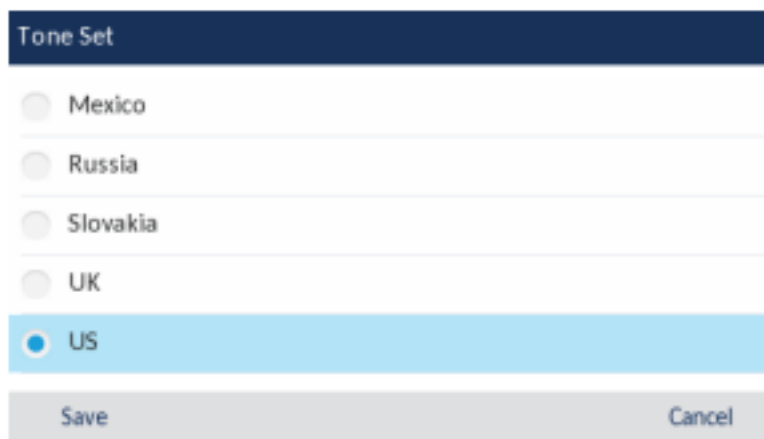 Tone Set
Mexico
Russia
Slovakia
UK
US
Save Cancel